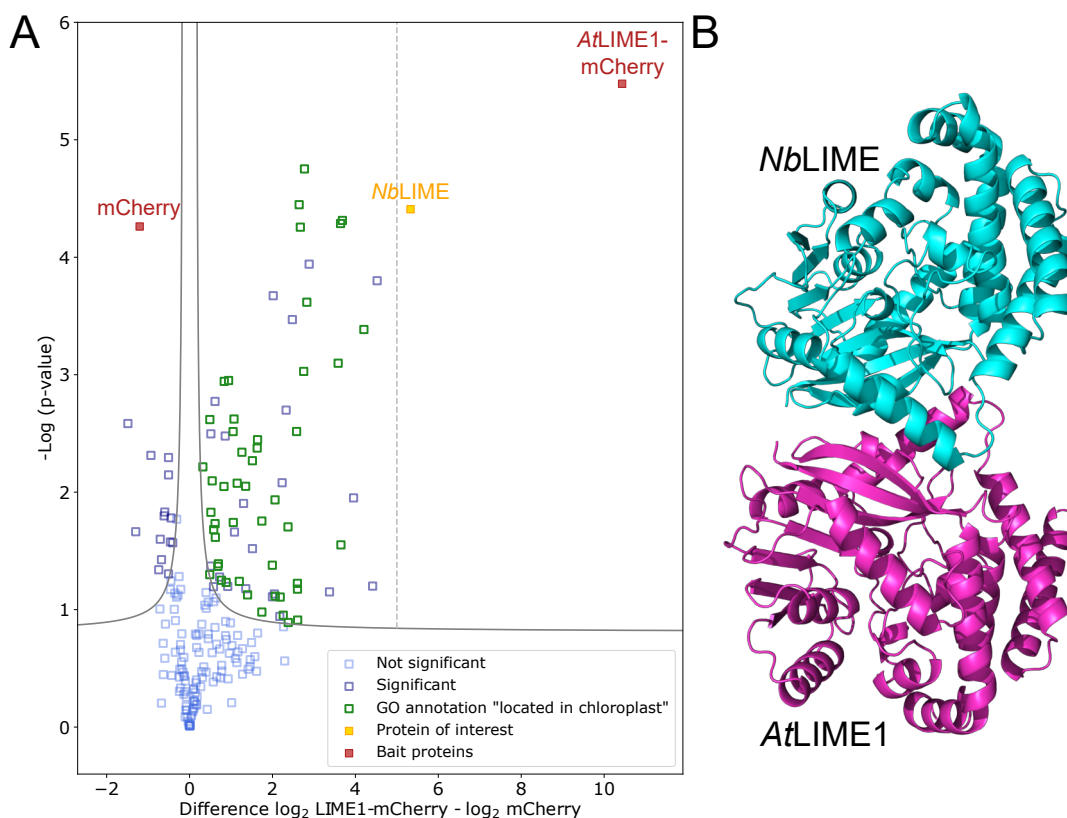 A
B
6
5
4
3
2
1
0
-Log (p-value)
AtLIME1-
mCherry
NbLIME
mCherry
Not significant
Significant
GO annotation "located in chloroplast"
Protein of interest
Bait proteins
−2 0 2 4 6 8 10
Difference log₂ LIME1-mCherry - log₂ mCherry
NbLIME
AtLIME1